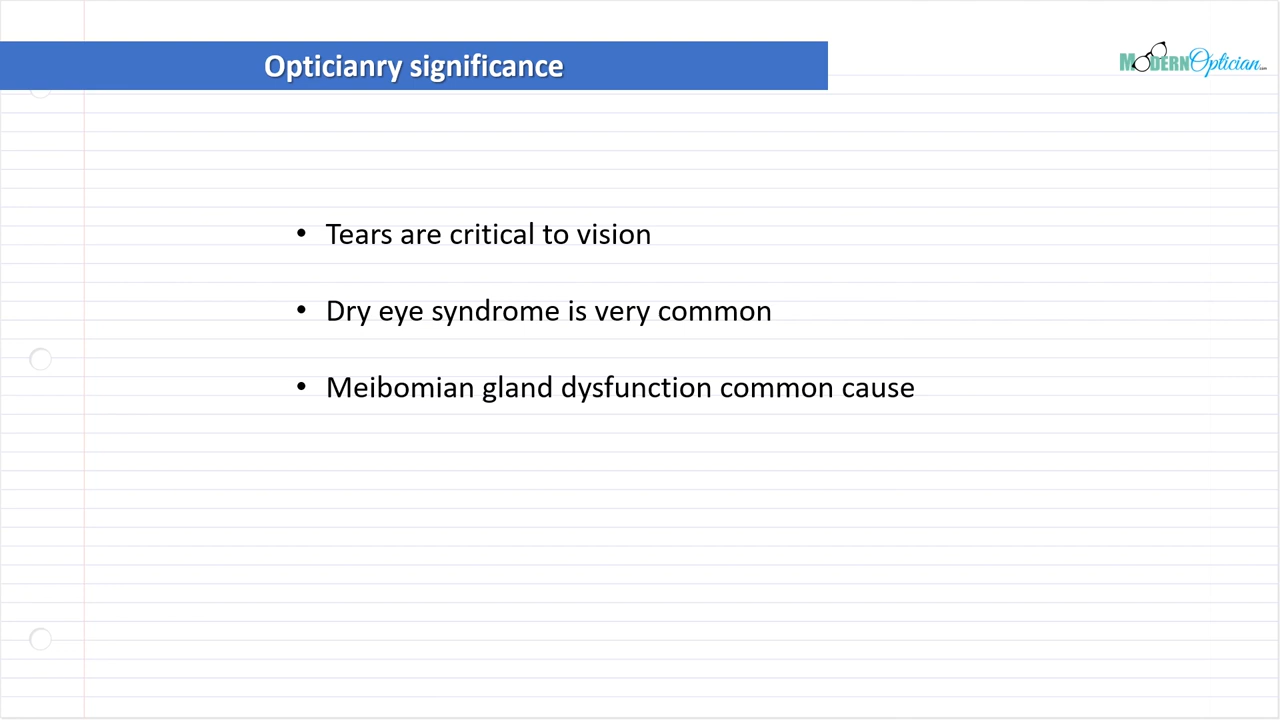 Opticianry significance
MODERNOptician.com
• Tears are critical to vision
• Dry eye syndrome is very common
• Meibomian gland dysfunction common cause